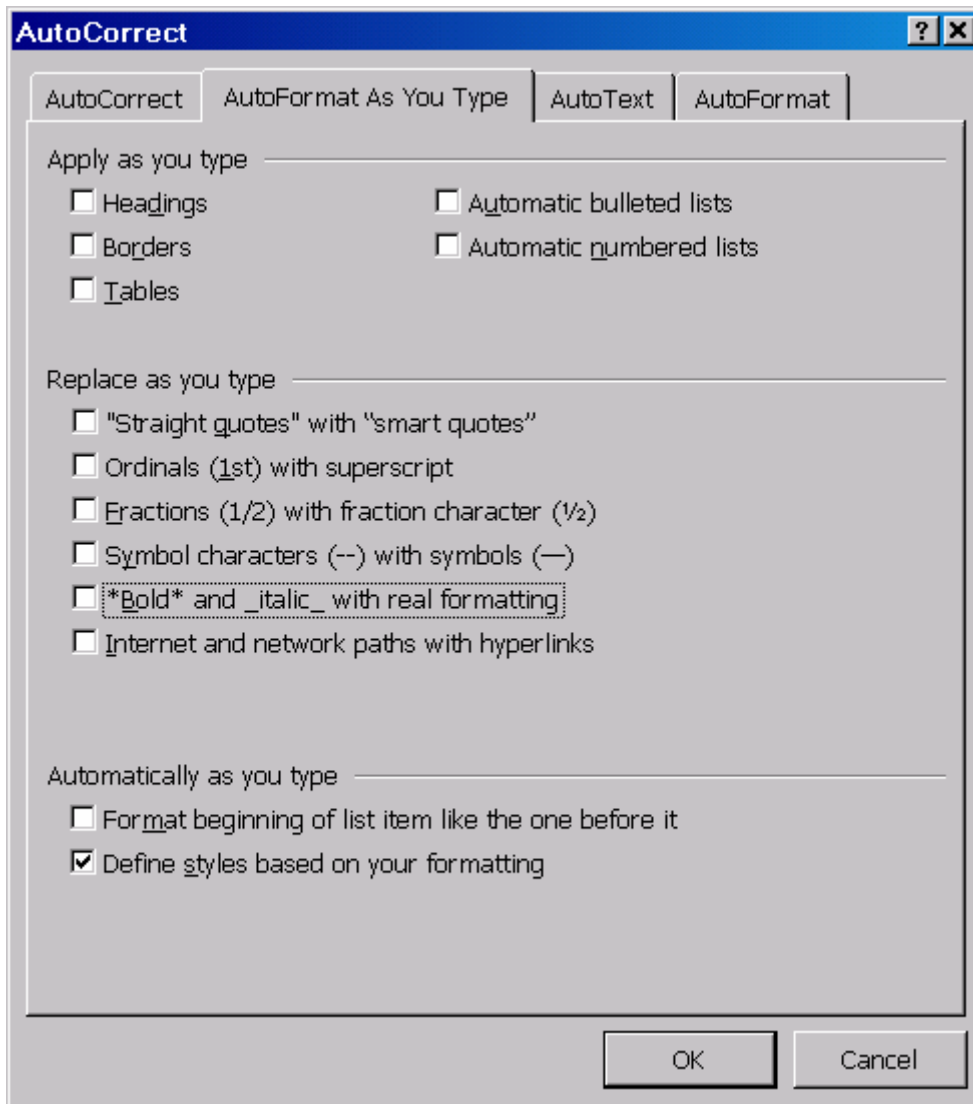 AutoCorrect
AutoCorrect AutoFormat As You Type AutoText AutoFormat
Apply as you type
Headings Automatic bulleted lists
Borders Automatic numbered lists
Tables
Replace as you type
"Straight quotes" with “smart quotes”
Ordinals (1st) with superscript
Fractions (1/2) with fraction character (½)
Symbol characters (--) with symbols (—)
*Bold* and _italic_ with real formatting
Internet and network paths with hyperlinks
Automatically as you type
Format beginning of list item like the one before it
Define styles based on your formatting
OK Cancel